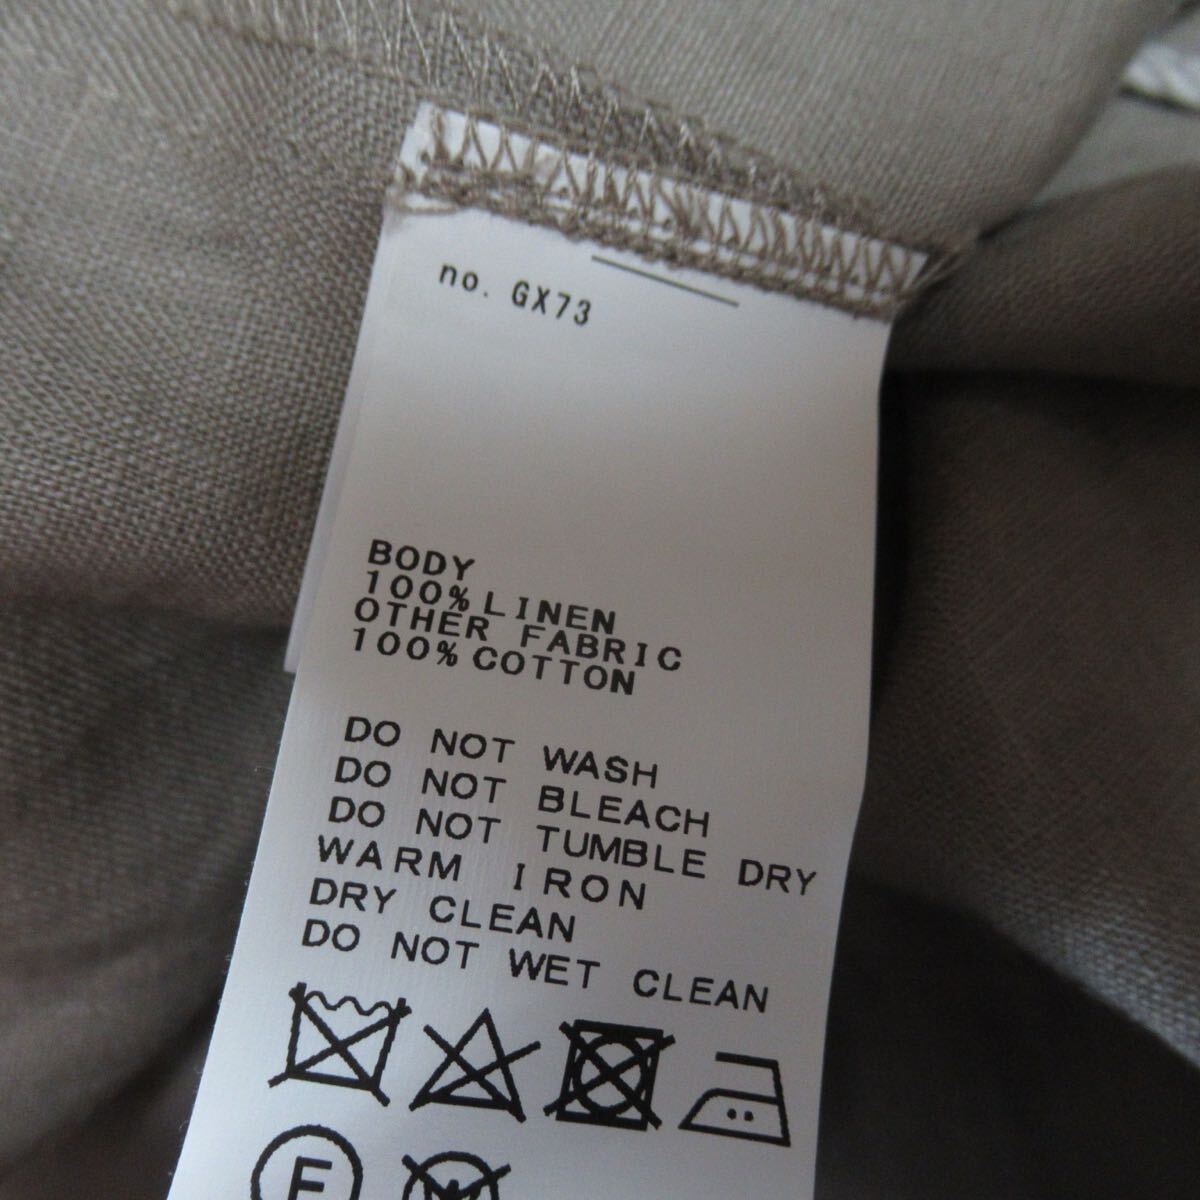 no. GX73
BODY
100% LINEN
OTHER FABRIC
100% COTTON
DO NOT WASH
DO NOT BLEACH
DO NOT TUMBLE DRY
WARM IRON
DRY CLEAN
DO NOT WET CLEAN